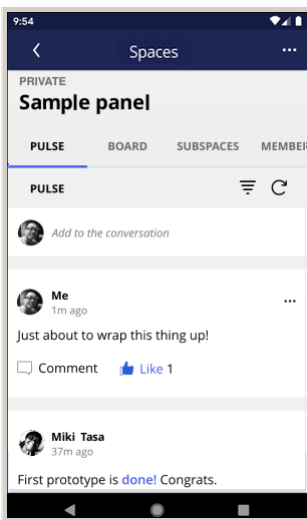 9:54
Spaces
PRIVATE
Sample panel
PULSE BOARD SUBSPACES MEMBER
PULSE
Add to the conversation
Me
1m ago
Just about to wrap this thing up!
Comment Like 1
Miki Tasa
37m ago
First prototype is done! Congrats.